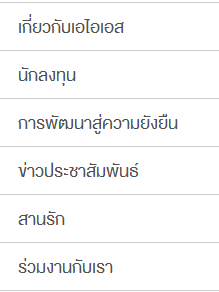 เกี่ยวกับเอไอเอส
นักลงทุน
การพัฒนาสู่ความยั่งยืน
ข่าวประชาสัมพันธ์
สานรัก
ร่วมงานกับเรา